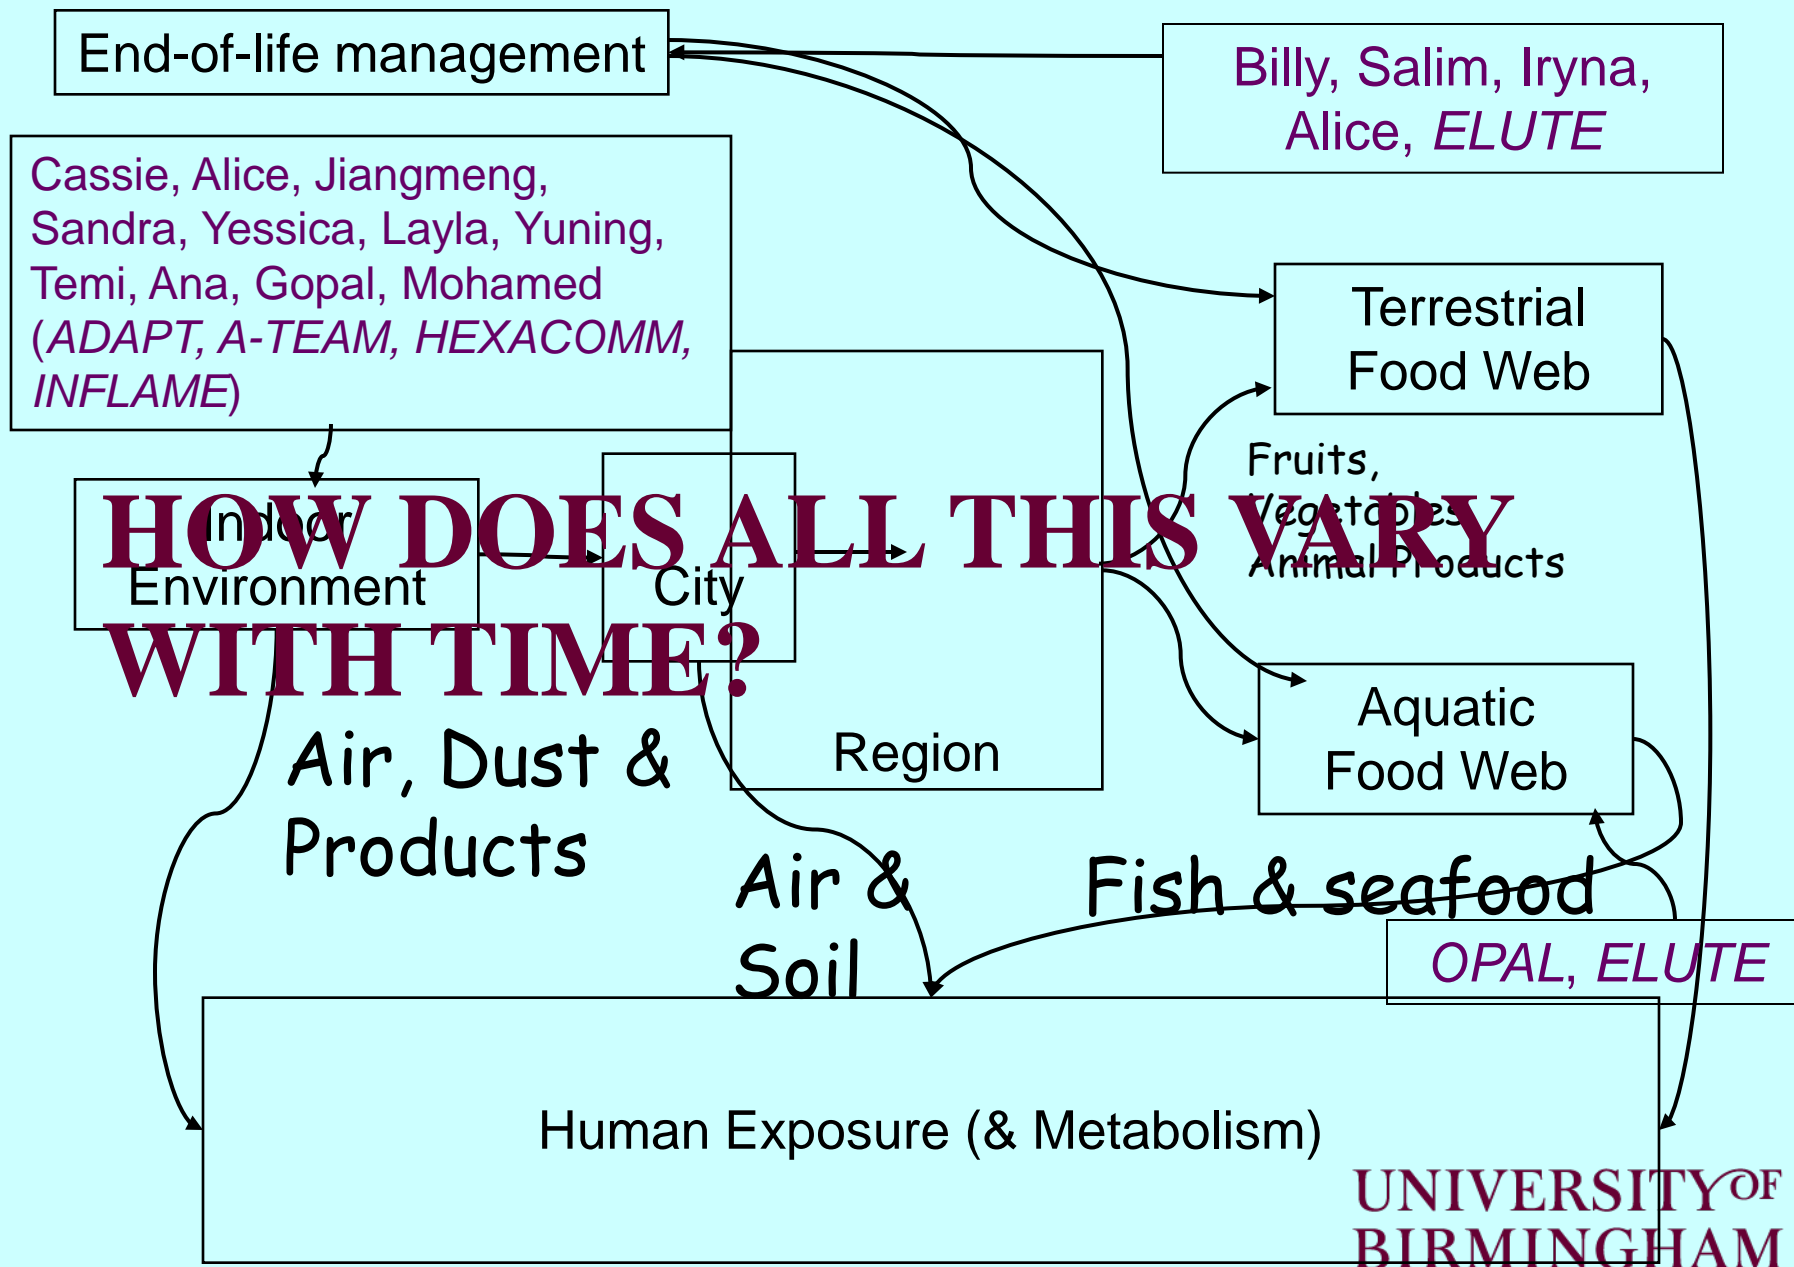 End-of-life management
Billy, Salim, Iryna,
Alice, ELUTE
Cassie, Alice, Jiangmeng,
Sandra, Yessica, Layla, Yuning,
Temi, Ana, Gopal, Mohamed
(ADAPT, A-TEAM, HEXACOMM,
INFLAME)
Terrestrial
Food Web
Fruits,
Vegetables
Animal Products
HOW DOES ALL THIS VARY
WITH TIME?
Indoor
Environment
City
Region
Aquatic
Food Web
Air, Dust &
Products
Air &
Soil
Fish & seafood
OPAL, ELUTE
Human Exposure (& Metabolism)
UNIVERSITY OF
BIRMINGHAM